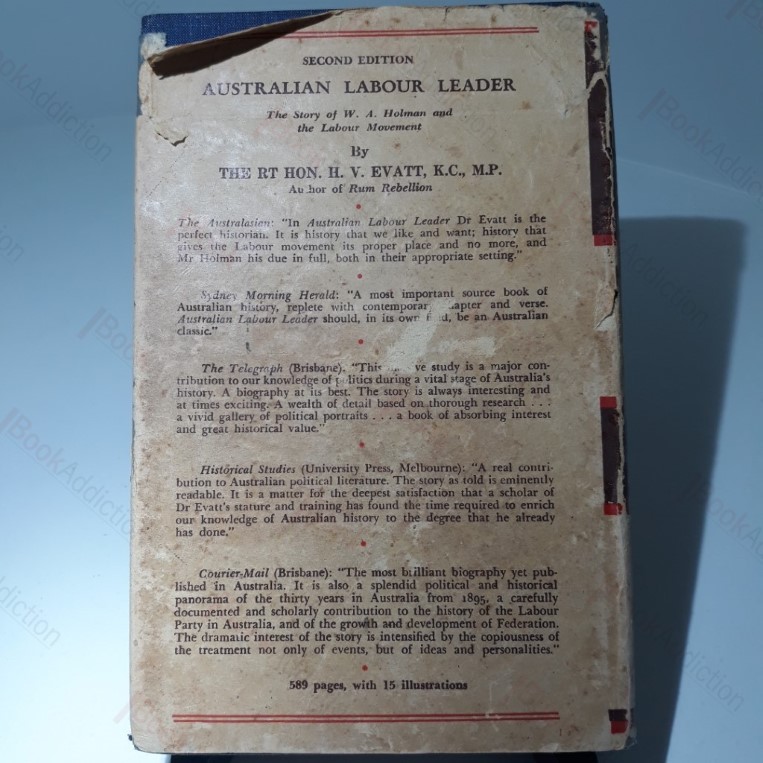 SECOND EDITION
AUSTRALIAN LABOUR LEADER
The Story of W. A. Holman and
the Labour Movement
By
THE RT HON. H. V. EVATT, K.C., M.P.
Author of Rum Rebellion
The Australasian: "In Australian Labour Leader Dr Evatt is the
perfect historian. It is history that we like and want; history that
gives the Labour movement its proper place and no more, and
Mr Holman his due in full, both in their appropriate setting."
Sydney Morning Herald: "A most important source book of
Australian history, replete with contemporary chapter and verse.
Australian Labour Leader should, in its own field, be an Australian
classic."
The Telegraph (Brisbane). "This study is a major con-
tribution to our knowledge of politics during a vital stage of Australia's
history. A biography at its best. The story is always interesting and
at times exciting. A wealth of detail based on thorough research . . .
a vivid gallery of political portraits . . . a book of absorbing interest
and great historical value."
Historical Studies (University Press, Melbourne): "A real contri-
bution to Australian political literature. The story as told is eminently
readable. It is a matter for the deepest satisfaction that a scholar of
Dr Evatt's stature and training has found the time required to enrich
our knowledge of Australian history to the degree that he already
has done."
Courier-Mail (Brisbane): "The most brilliant biography yet pub-
lished in Australia. It is also a splendid political and historical
panorama of the thirty years in Australia from 1895, a carefully
documented and scholarly contribution to the history of the Labour
Party in Australia, and of the growth and development of Federation.
The dramatic interest of the story is intensified by the copiousness of
the treatment not only of events, but of ideas and personalities."
589 pages, with 15 illustrations
BookAddiction